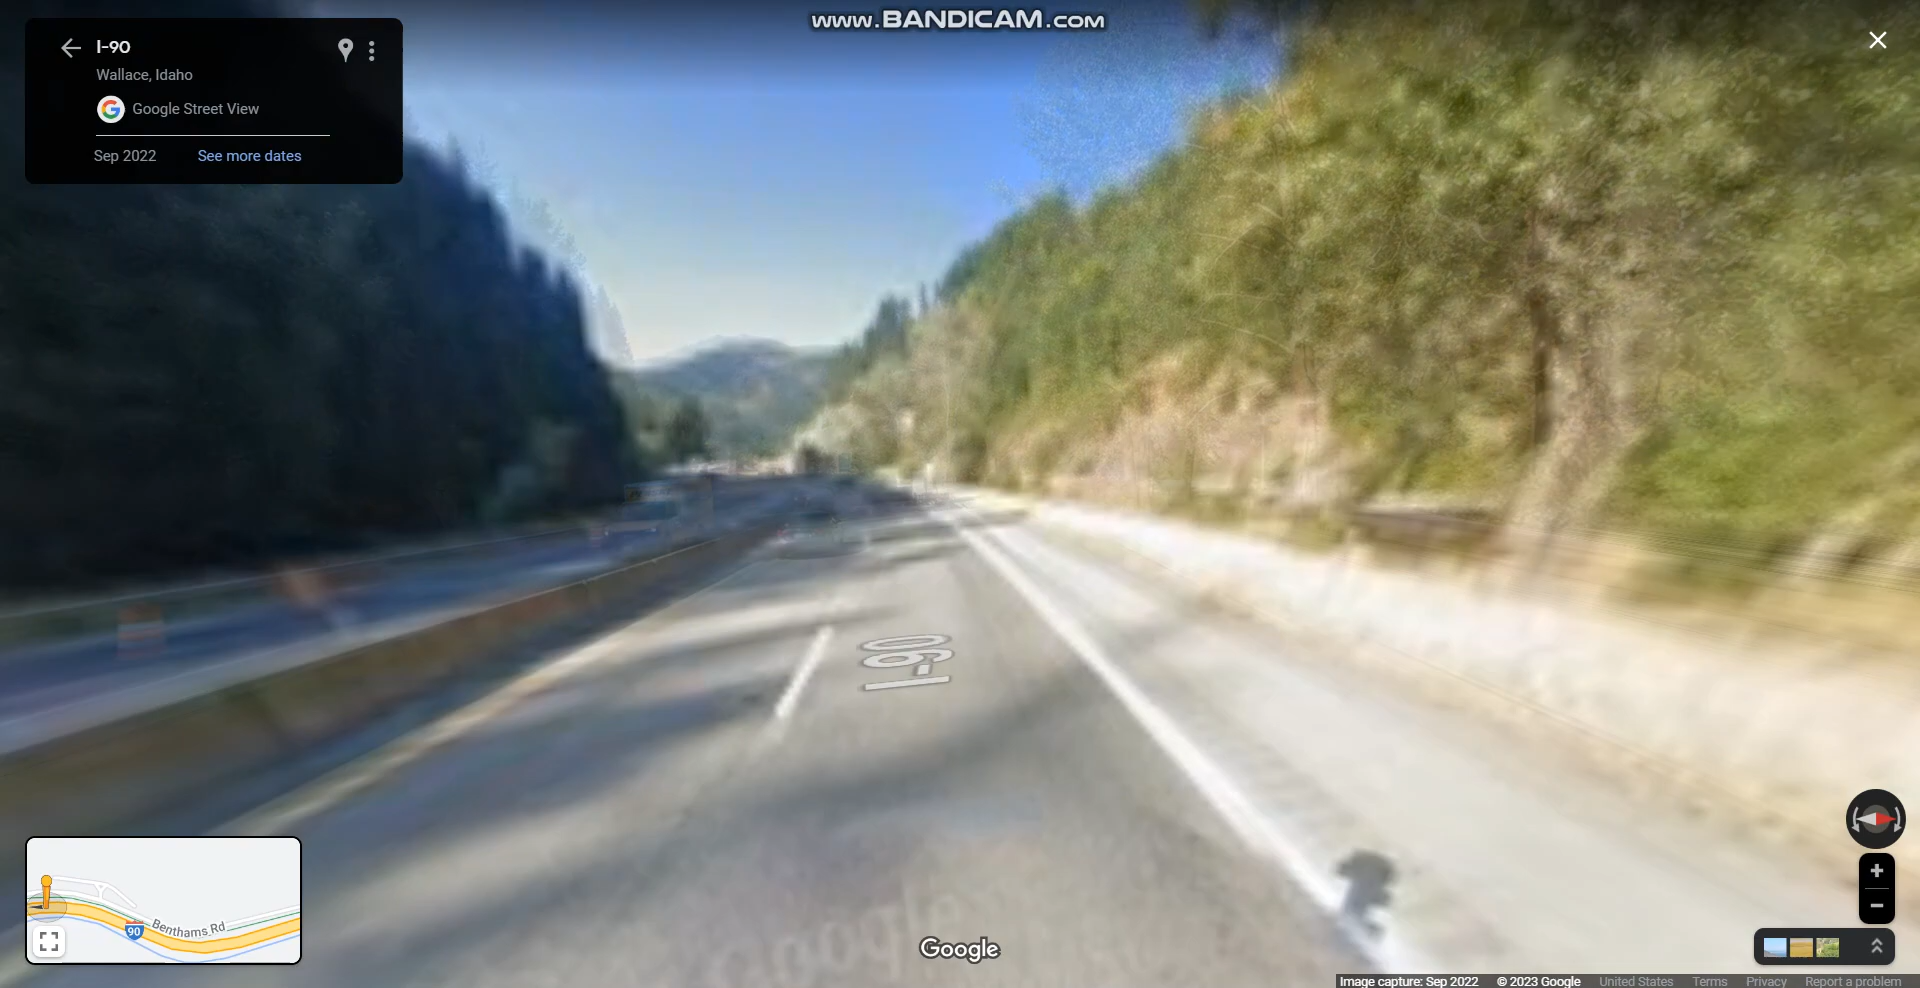 www.BANDICAM.com
I-90
Wallace, Idaho
Google Street View
Sep 2022 See more dates
I-90
Benthams Rd
90
Google
Google
Image capture: Sep 2022 © 2023 Google United States Terms Privacy Report a problem